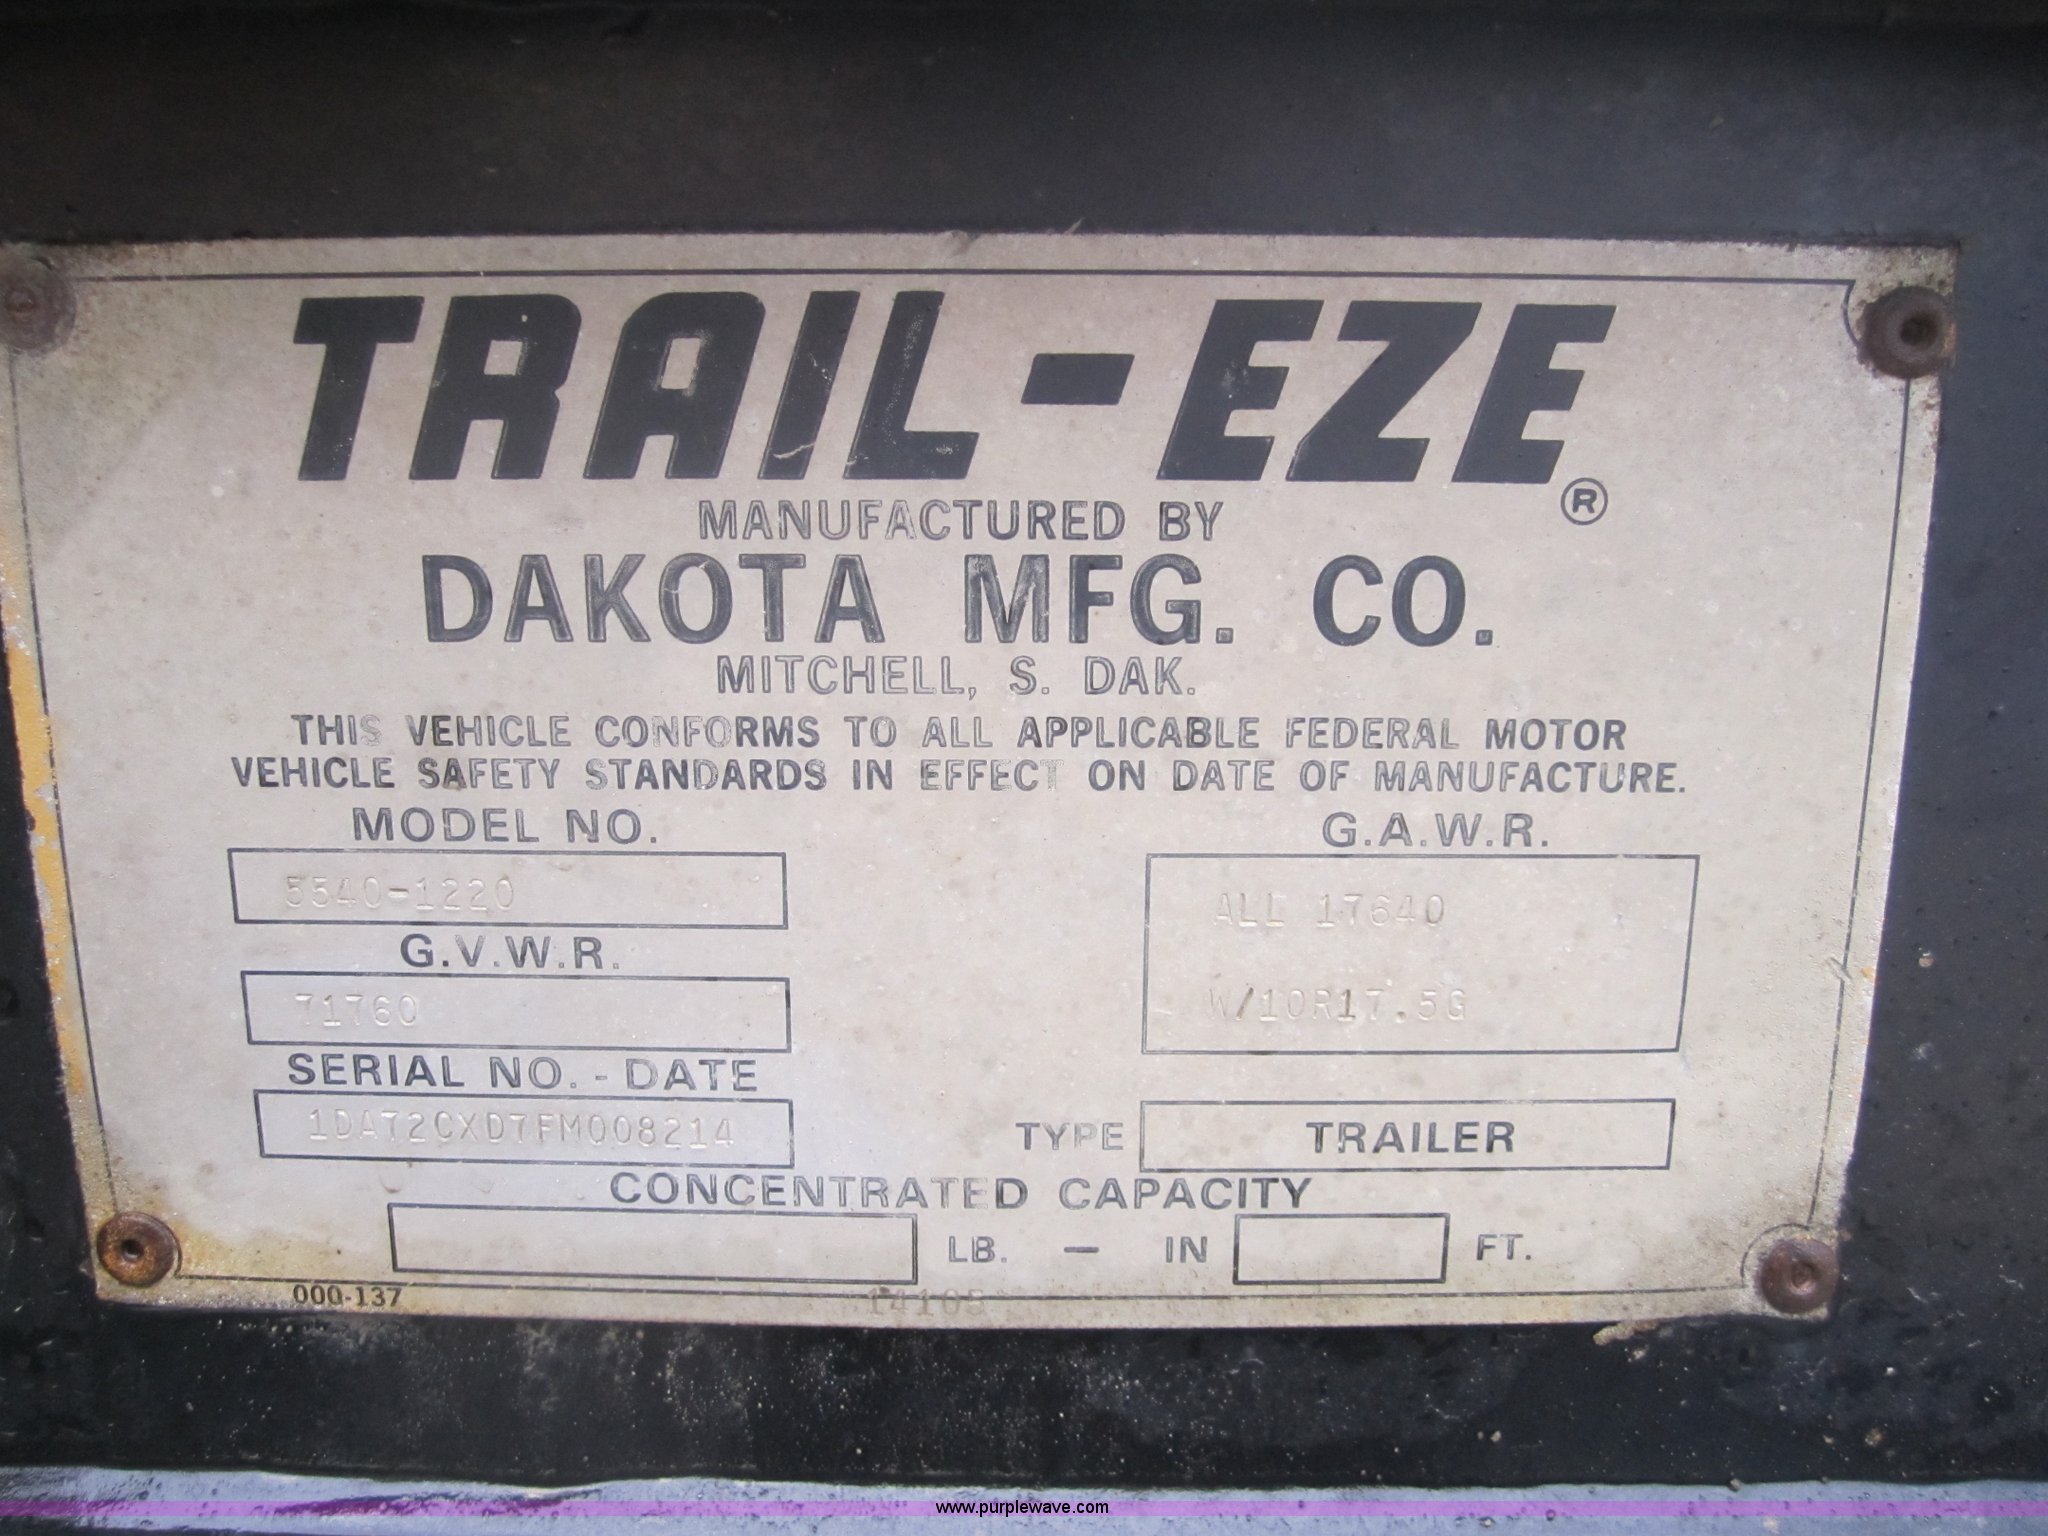 TRAIL-EZE ®
MANUFACTURED BY
DAKOTA MFG. CO.
MITCHELL, S. DAK.
THIS VEHICLE CONFORMS TO ALL APPLICABLE FEDERAL MOTOR
VEHICLE SAFETY STANDARDS IN EFFECT ON DATE OF MANUFACTURE.
MODEL NO.
5540-1220
G.V.W.R.
71760
SERIAL NO. - DATE
1DA72CXD7FM008214
G.A.W.R.
ALL 17640
W/10R17.5G
TYPE TRAILER
CONCENTRATED CAPACITY
LB. — IN FT.
000-137
14105
www.purplewave.com